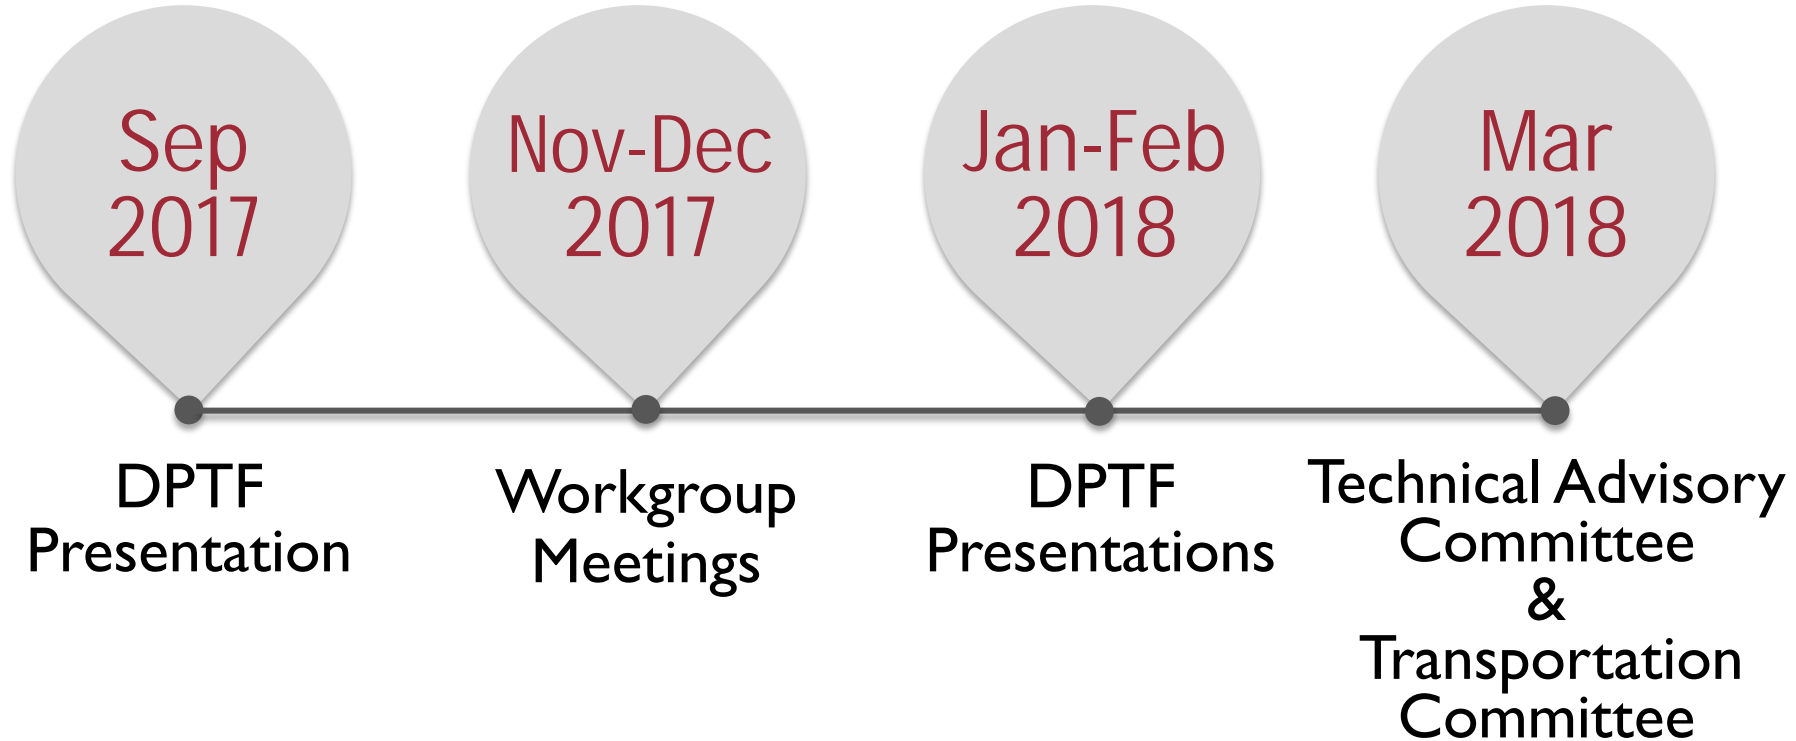 Sep
2017
Nov-Dec
2017
Jan-Feb
2018
Mar
2018
DPTF
Presentation
Workgroup
Meetings
DPTF
Presentations
Technical Advisory
Committee
&
Transportation
Committee